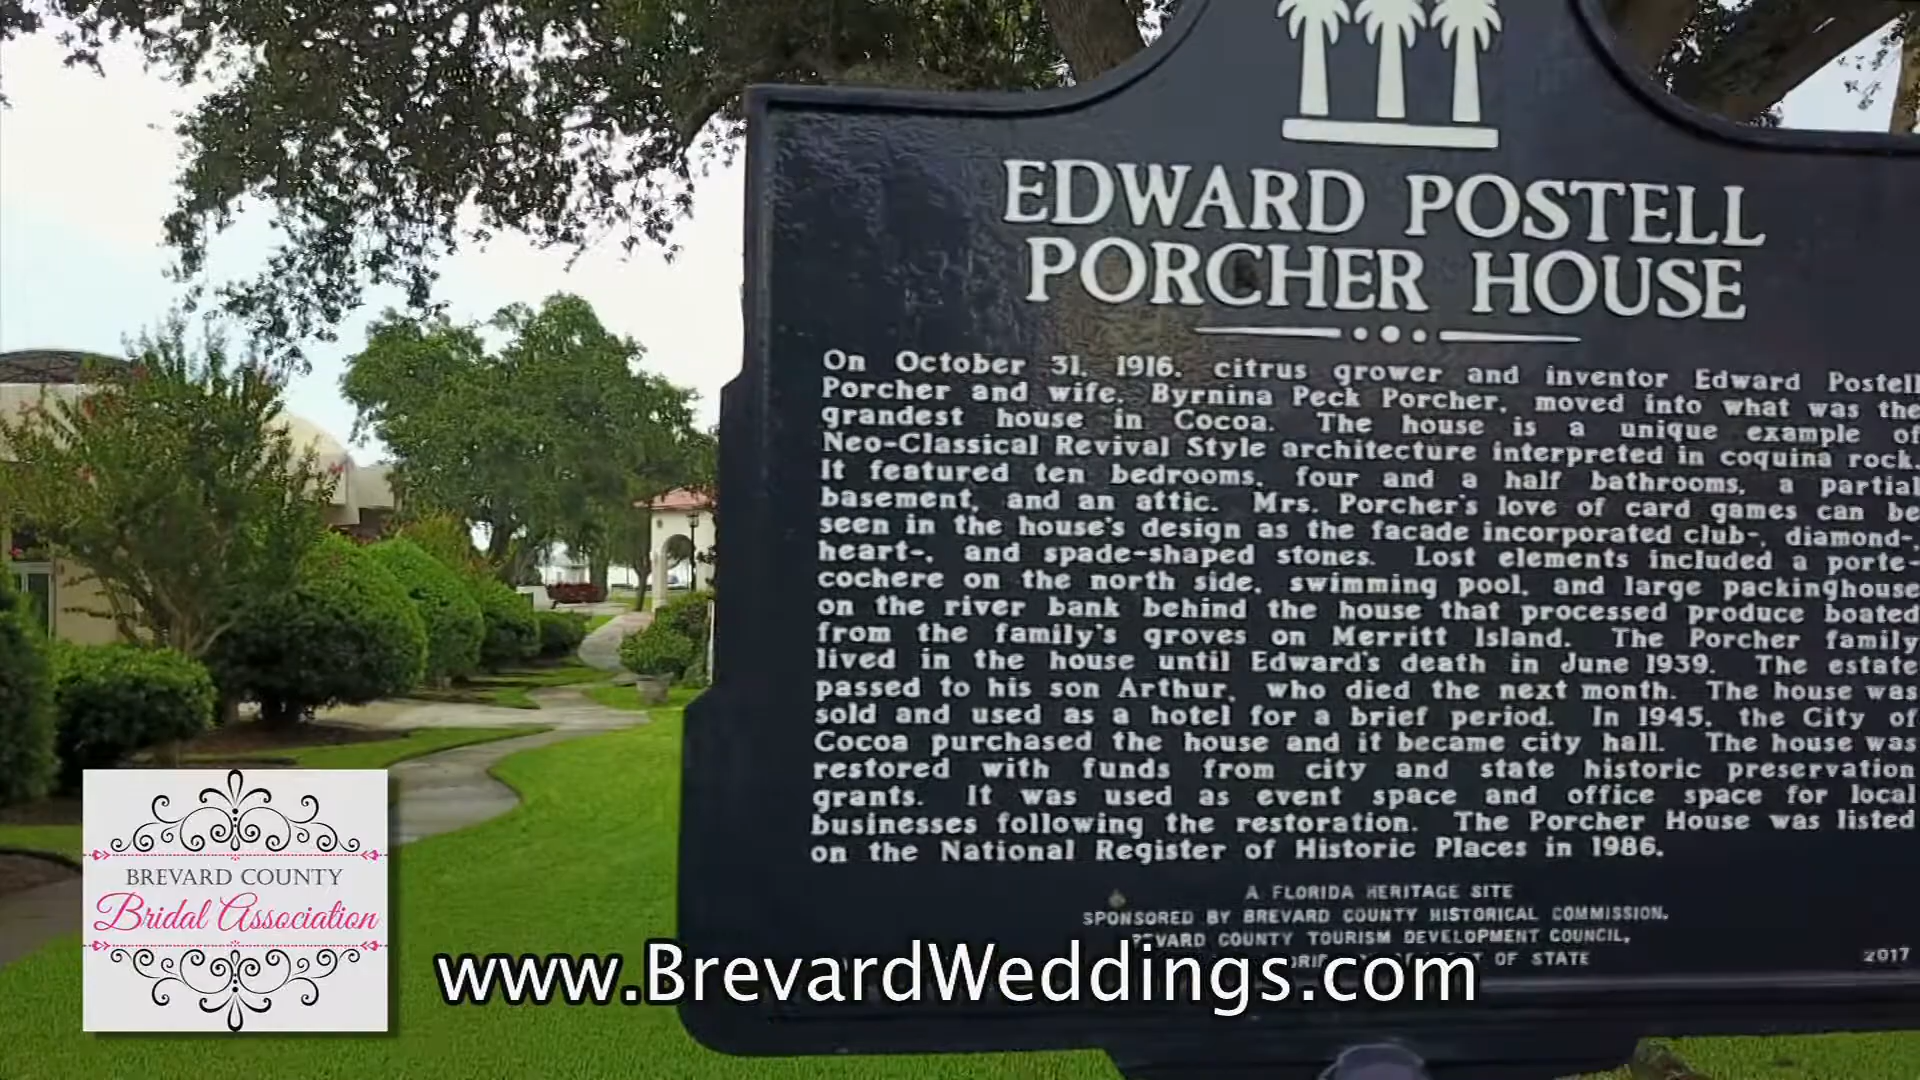 EDWARD POSTELL
PORCHER HOUSE
On October 31, 1916, citrus grower and inventor Edward Postell
Porcher and wife, Byrnina Peck Porcher, moved into what was the
grandest house in Cocoa. The house is a unique example of
Neo-Classical Revival Style architecture interpreted in coquina rock.
It featured ten bedrooms, four and a half bathrooms, a partial
basement, and an attic. Mrs. Porcher's love of card games can be
seen in the house's design as the facade incorporated club-, diamond-,
heart-, and spade-shaped stones. Lost elements included a porte-
cochere on the north side, swimming pool, and large packinghouse
on the river bank behind the house that processed produce boated
from the family's groves on Merritt Island. The Porcher family
lived in the house until Edward's death in June 1939. The estate
passed to his son Arthur, who died the next month. The house was
sold and used as a hotel for a brief period. In 1945, the City of
Cocoa purchased the house and it became city hall. The house was
restored with funds from city and state historic preservation
grants. It was used as event space and office space for local
businesses following the restoration. The Porcher House was listed
on the National Register of Historic Places in 1986.
A FLORIDA HERITAGE SITE
SPONSORED BY BREVARD COUNTY HISTORICAL COMMISSION,
BREVARD COUNTY TOURISM DEVELOPMENT COUNCIL,
OF STATE
2017
BREVARD COUNTY
Bridal Association
www.BrevardWeddings.com